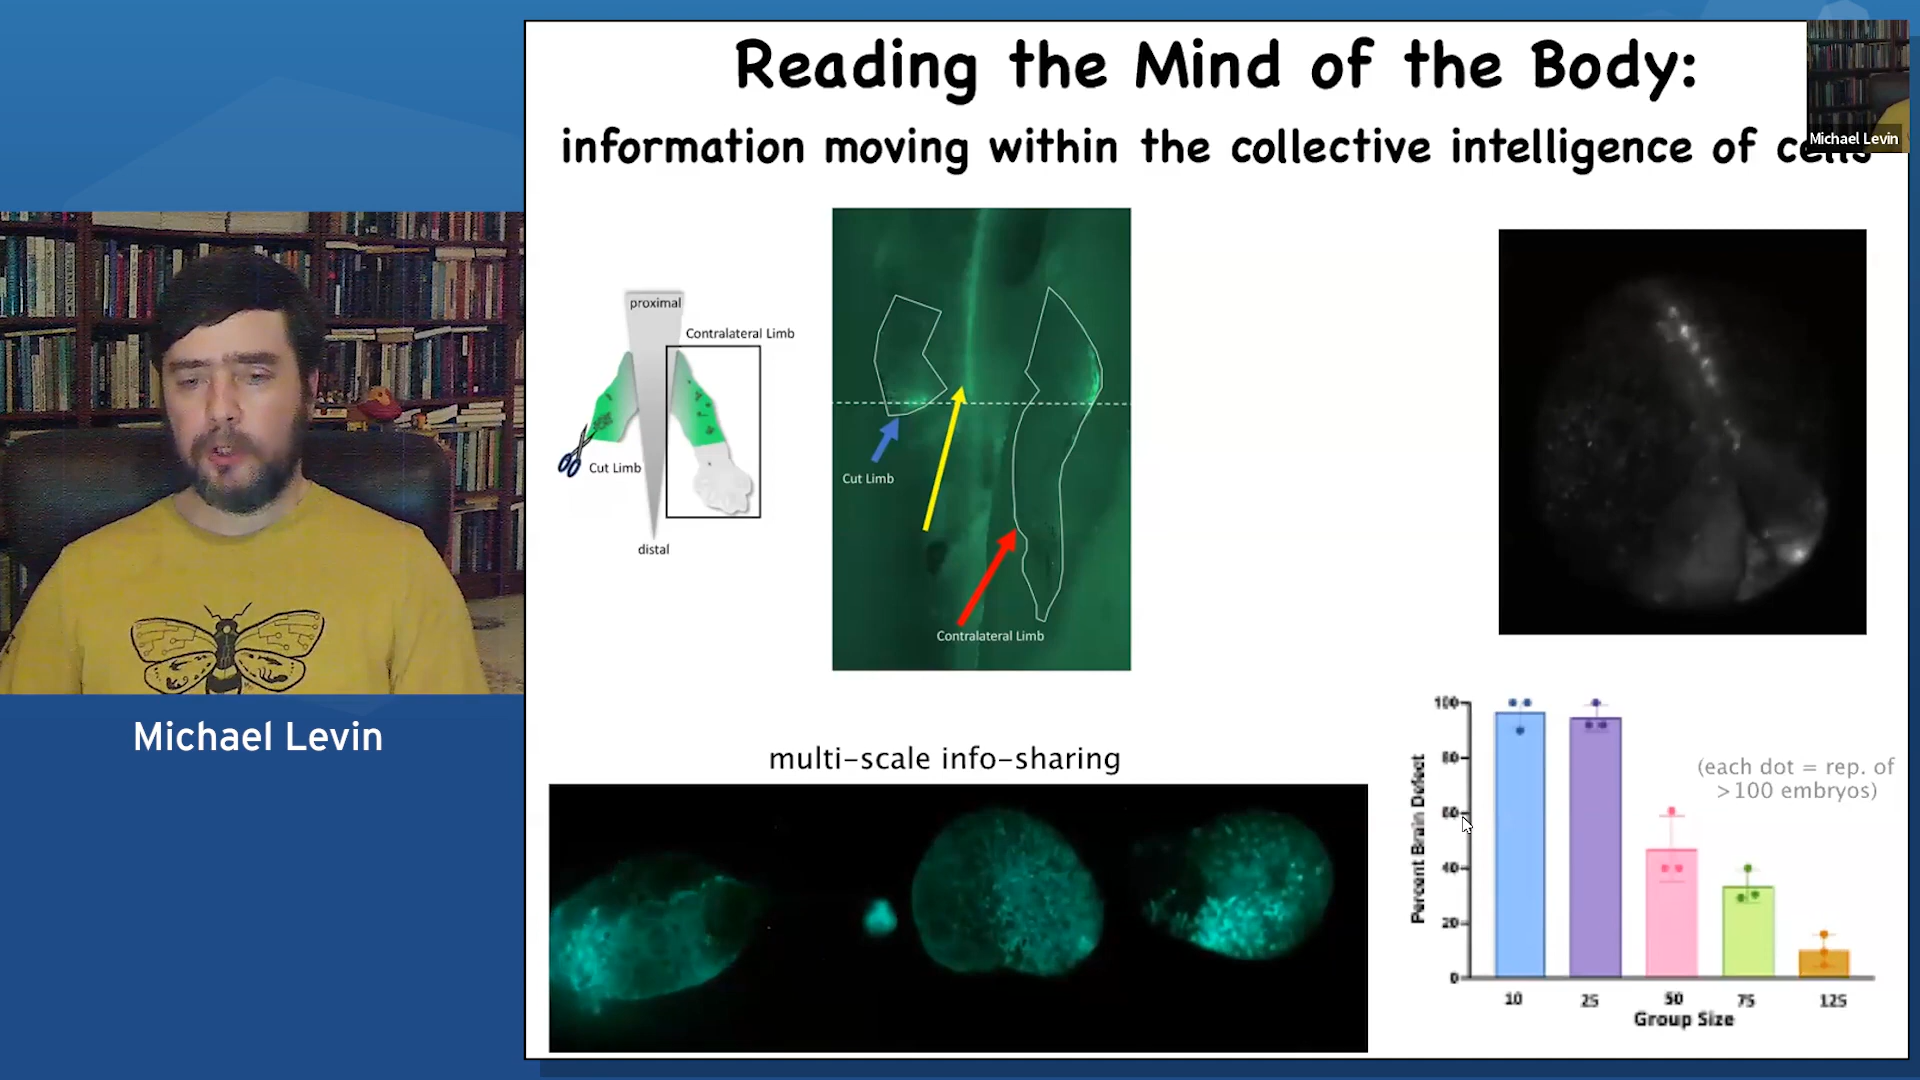 Reading the Mind of the Body:
information moving within the collective intelligence of cells
Michael Levin
proximal
Contralateral Limb
Cut Limb
distal
Cut Limb
Contralateral Limb
Michael Levin
multi-scale info-sharing
(each dot = rep. of
>100 embryos)
Percent Brain Defect
100
80
60
40
20
0
10 25 50 75 125
Group Size